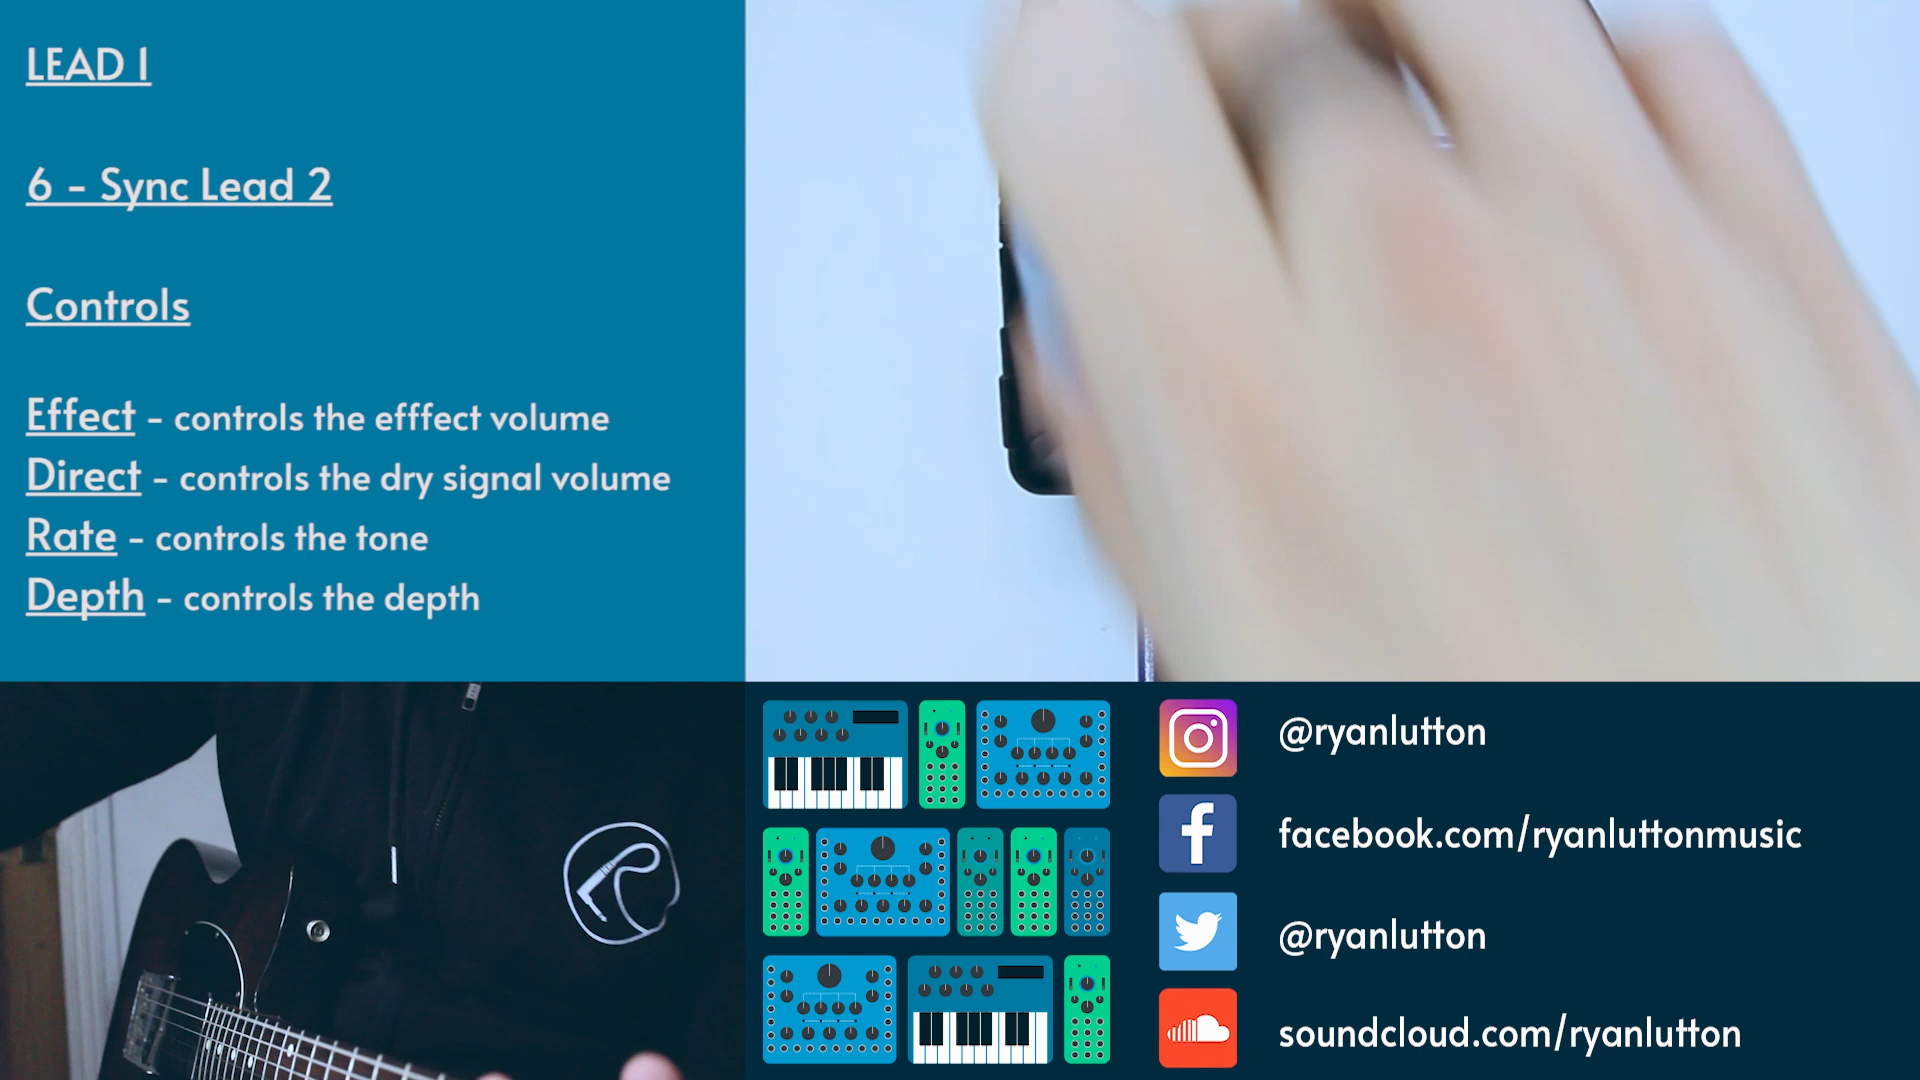 LEAD 1
6 - Sync Lead 2
Controls
Effect - controls the efffect volume
Direct - controls the dry signal volume
Rate - controls the tone
Depth - controls the depth
@ryanlutton
facebook.com/ryanluttonmusic
@ryanlutton
soundcloud.com/ryanlutton